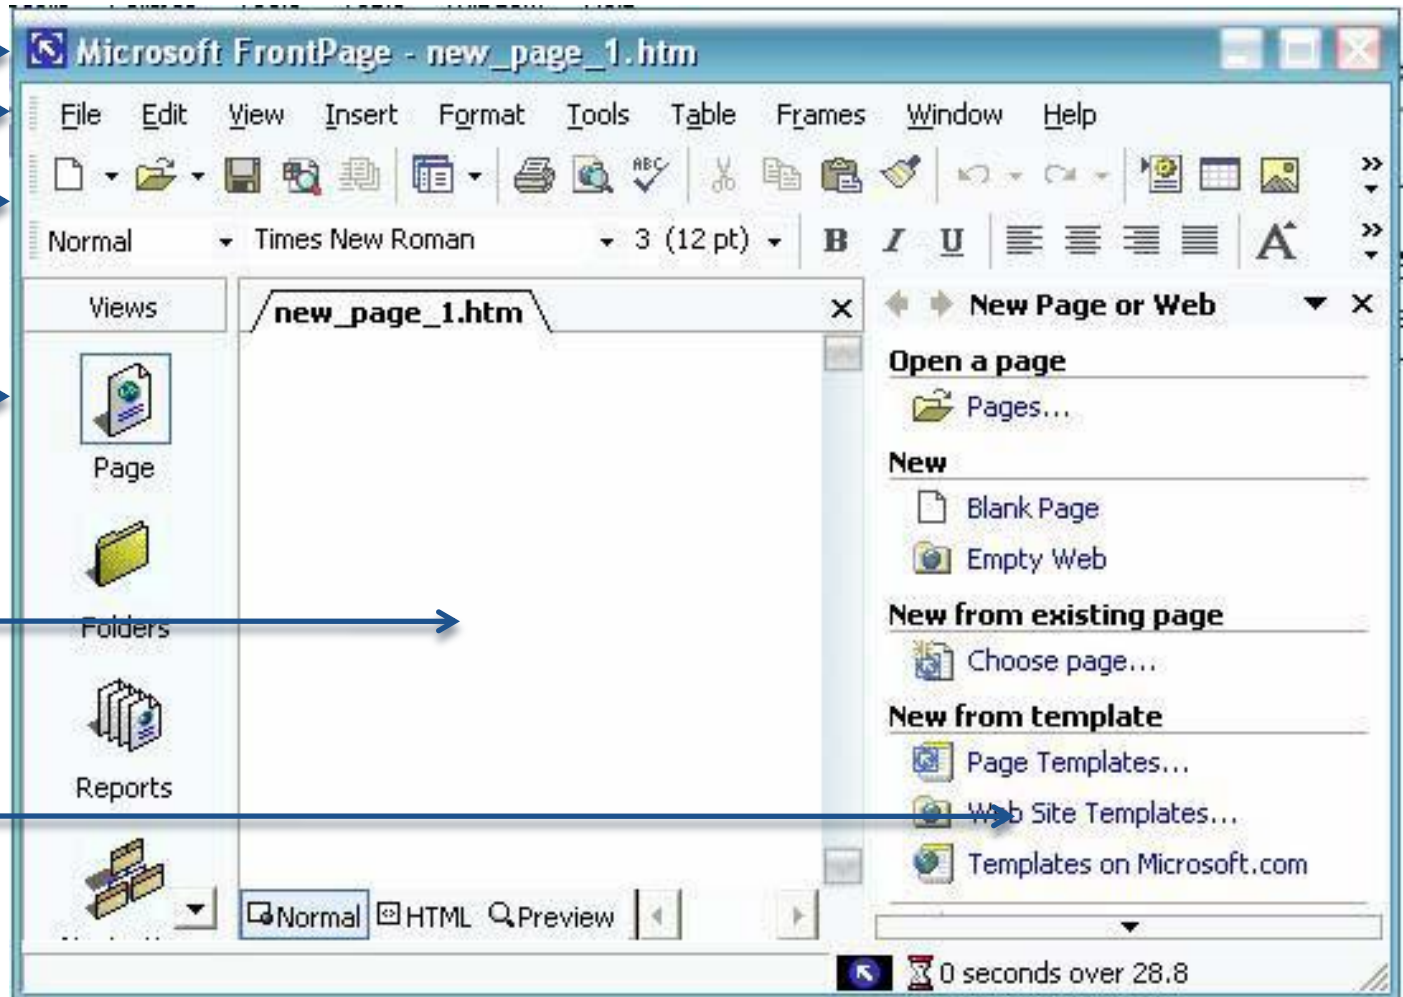 Microsoft FrontPage - new_page_1.htm
File Edit View Insert Format Tools Table Frames Window Help
ABC
Normal Times New Roman 3 (12 pt) B I U A
Views
new_page_1.htm
New Page or Web
Open a page
Pages...
Page
New
Blank Page
Empty Web
Folders
New from existing page
Choose page...
New from template
Page Templates...
Reports
Web Site Templates...
Templates on Microsoft.com
Normal HTML Preview
0 seconds over 28.8